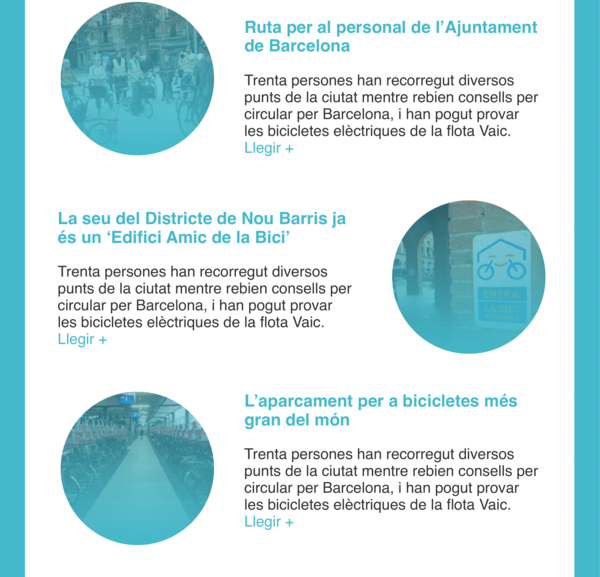 Ruta per al personal de l’Ajuntament
de Barcelona
Trenta persones han recorregut diversos
punts de la ciutat mentre rebien consells per
circular per Barcelona, i han pogut provar
les bicicletes elèctriques de la flota Vaic.
Llegir +
La seu del Districte de Nou Barris ja
és un ‘Edifici Amic de la Bici’
Trenta persones han recorregut diversos
punts de la ciutat mentre rebien consells per
circular per Barcelona, i han pogut provar
les bicicletes elèctriques de la flota Vaic.
Llegir +
ENTRA,
LA BICI
L’aparcament per a bicicletes més
gran del món
Trenta persones han recorregut diversos
punts de la ciutat mentre rebien consells per
circular per Barcelona, i han pogut provar
les bicicletes elèctriques de la flota Vaic.
Llegir +